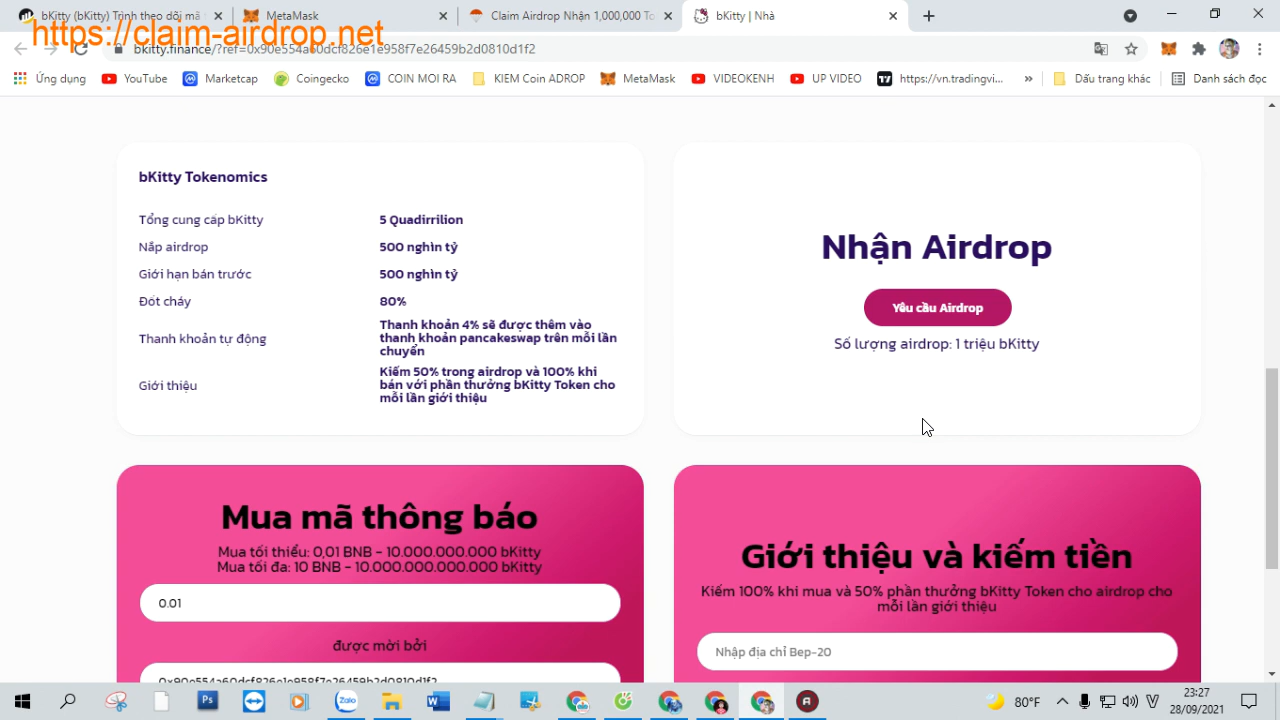 bKitty (bKitty) Tính theo dõi mã
MetaMask
Claim Airdrop Nhận 1,000,000 To
bKitty | Nhà
https://claim-airdrop.net
bkitty.finance/?ref=0x90e554a60dcf826e1e958f7e26459b2d0810d1f2
Ứng dụng
YouTube
Marketcap
Coingecko
COIN MOI RA
KIEM Coin ADROP
MetaMask
VIDEOKENH
UP VIDEO
https://vn.tradingvi...
»
Dấu trang khác
Danh sách đọc
bKitty Tokenomics
Tổng cung cấp bKitty
5 Quadirrilion
Nắp airdrop
500 nghìn tỷ
Giới hạn bán trước
500 nghìn tỷ
Đốt cháy
80%
Thanh khoản tự động
Thanh khoản 4% sẽ được thêm vào
thanh khoản pancakeswap trên mỗi lần
chuyển
Giới thiệu
Kiếm 50% trong airdrop và 100% khi
bán với phần thưởng bKitty Token cho
mỗi lần giới thiệu
Nhận Airdrop
Yêu cầu Airdrop
Số lượng airdrop: 1 triệu bKitty
Mua mã thông báo
Mua tối thiểu: 0,01 BNB - 10.000.000.000 bKitty
Mua tối đa: 10 BNB - 10.000.000.000.000 bKitty
0.01
được mời bởi
0x90e554a60dcf826e1e958f7e26459b2d0810d1f2
Giới thiệu và kiếm tiền
Kiếm 100% khi mua và 50% phần thưởng bKitty Token cho airdrop cho
mỗi lần giới thiệu
Nhập địa chỉ Bep-20
Ps
Zalo
W
A
80°F
V
23:27
28/09/2021